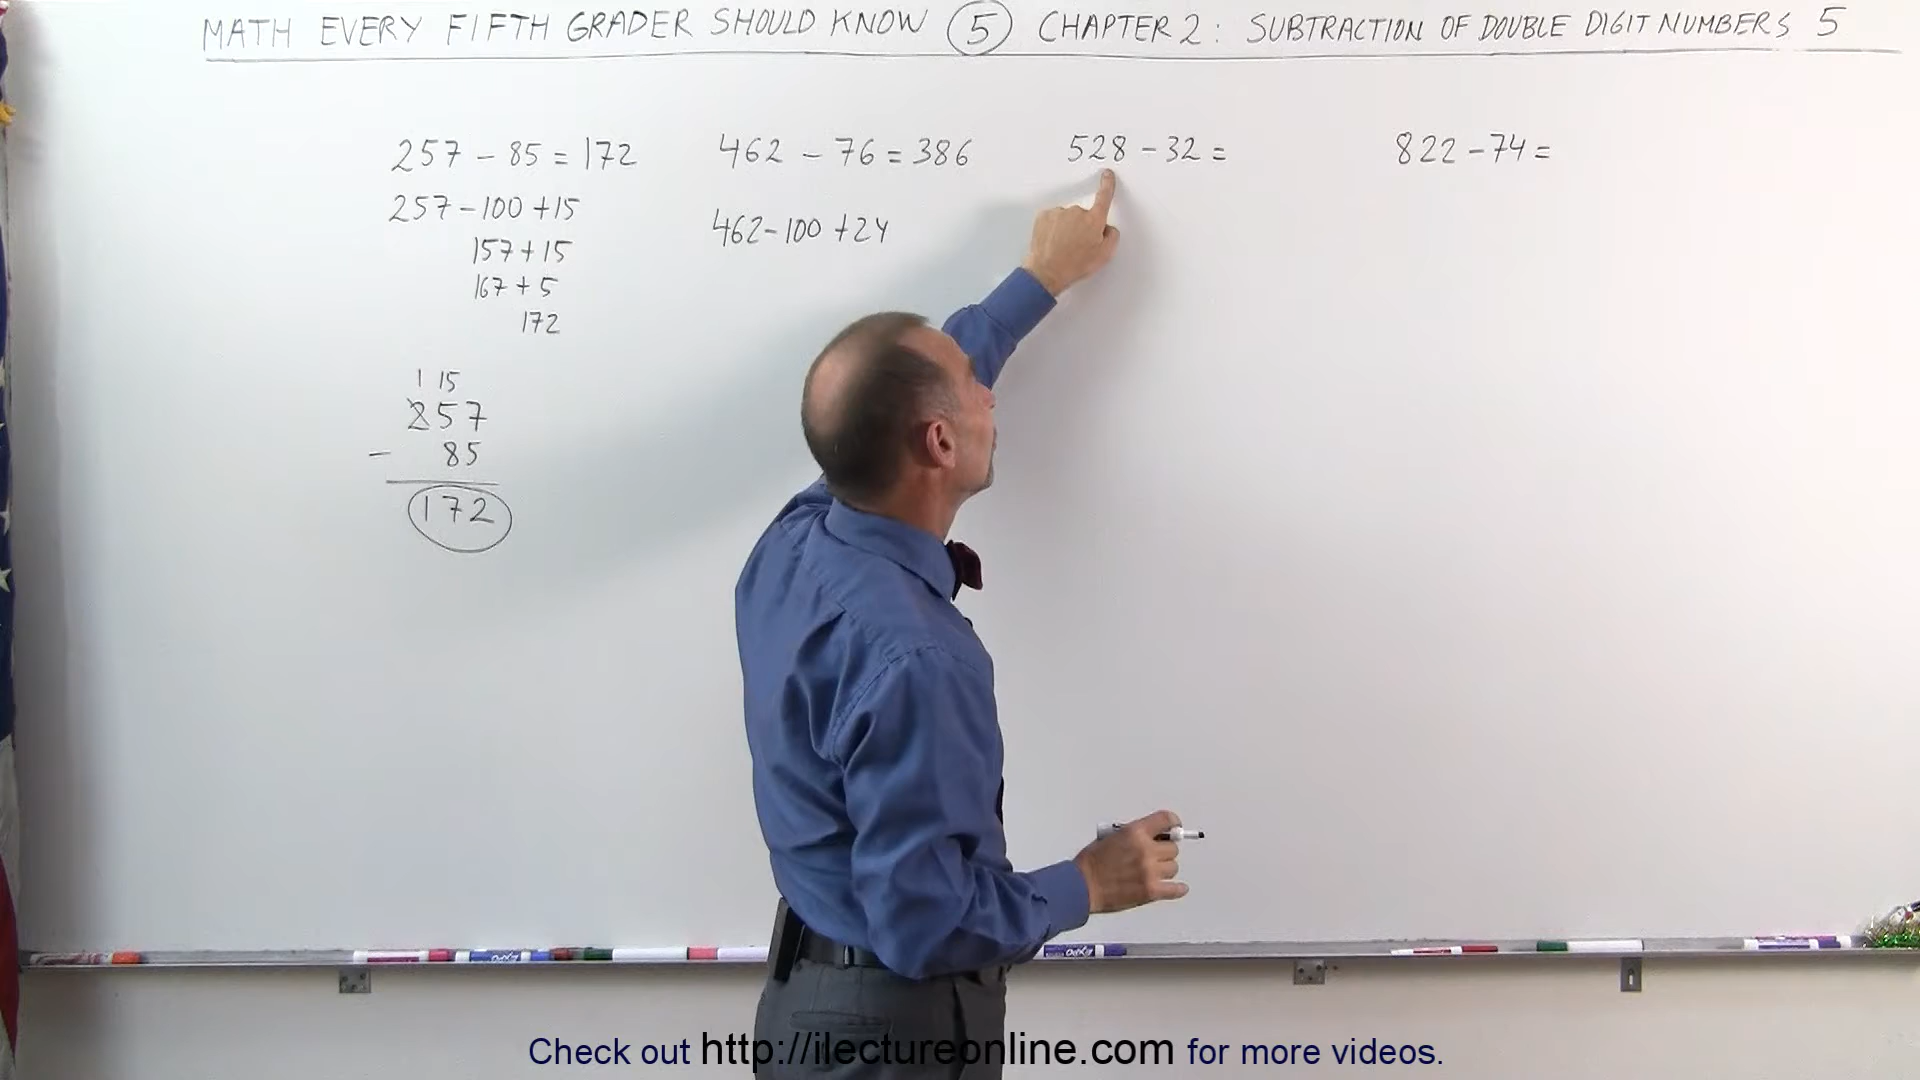 MATH EVERY FIFTH GRADER SHOULD KNOW 5 CHAPTER 2: SUBTRACTION OF DOUBLE DIGIT NUMBERS 5
257 - 85 = 172
257 - 100 + 15
157 + 15
167 + 5
172
1 15
257
- 85
172
462 - 76 = 386
462 - 100 + 24
528 - 32 =
822 - 74 =
Check out http://ilectureonline.com for more videos.